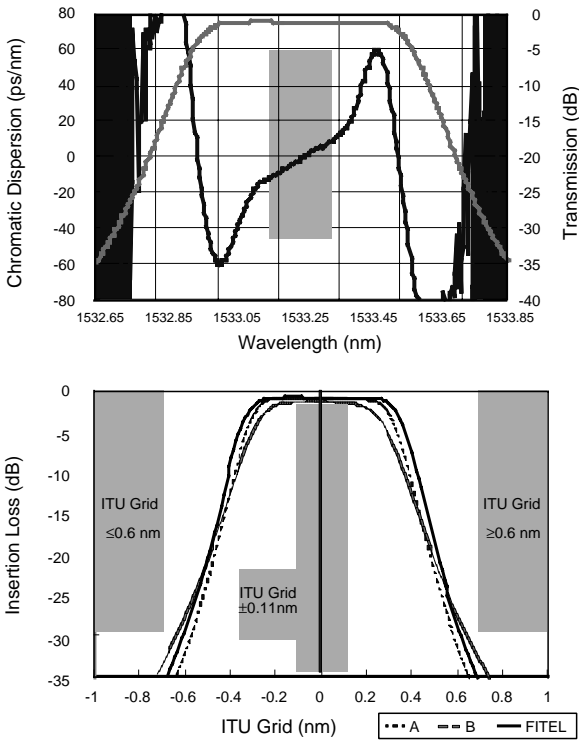 80
60
40
20
0
-20
-40
-60
-80
Chromatic Dispersion (ps/nm)
0
-5
-10
-15
-20
-25
-30
-35
-40
Transmission (dB)
1532.65 1532.85 1533.05 1533.25 1533.45 1533.65 1533.85
Wavelength (nm)
0
-5
-10
-15
-20
-25
-30
-35
Insertion Loss (dB)
ITU Grid
≤0.6 nm
ITU Grid
±0.11nm
ITU Grid
≥0.6 nm
-1 -0.8 -0.6 -0.4 -0.2 0 0.2 0.4 0.6 0.8 1
ITU Grid (nm)
A B FITEL